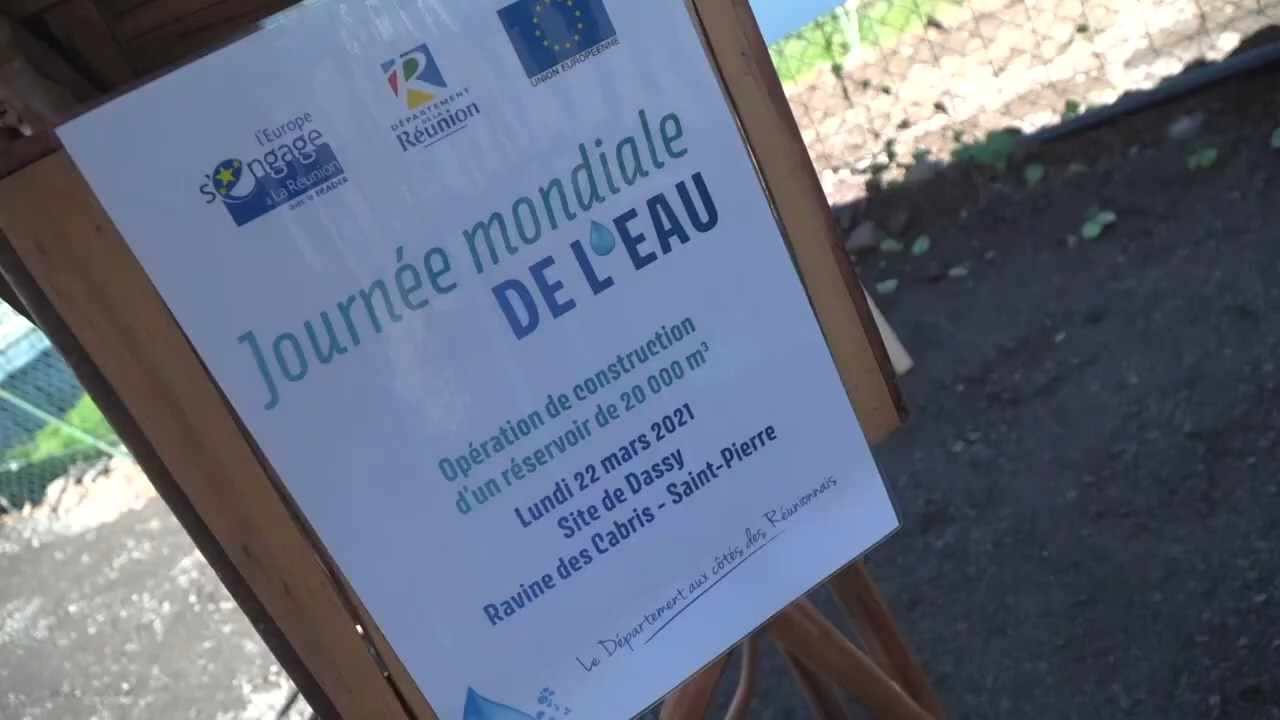 l'Europe
s'engage
à La Réunion
avec le FEADER
DÉPARTEMENT
DE LA
Réunion
UNION EUROPÉENNE
Journée mondiale
DE L'EAU
Opération de construction
d'un réservoir de 20 000 m³
Lundi 22 mars 2021
Site de Dassy
Ravine des Cabris - Saint-Pierre
Le Département aux côtés des Réunionnais